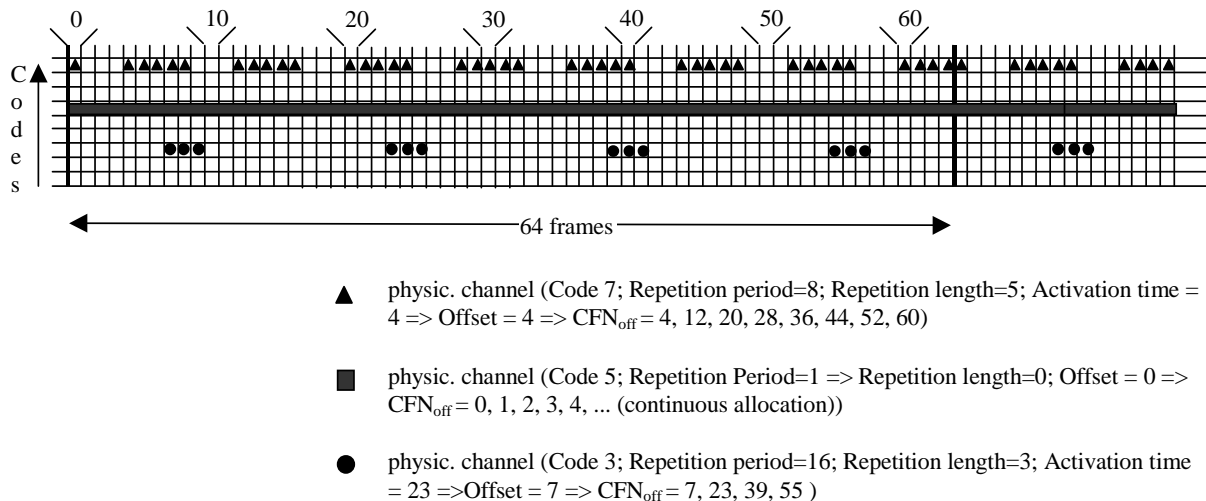 0 10 20 30 40 50 60
C
o
d
e
s
64 frames
physic. channel (Code 7; Repetition period=8; Repetition length=5; Activation time =
4 => Offset = 4 => CFNoff = 4, 12, 20, 28, 36, 44, 52, 60)
physic. channel (Code 5; Repetition Period=1 => Repetition length=0; Offset = 0 =>
CFNoff = 0, 1, 2, 3, 4, ... (continuous allocation))
physic. channel (Code 3; Repetition period=16; Repetition length=3; Activation time
= 23 =>Offset = 7 => CFNoff = 7, 23, 39, 55 )